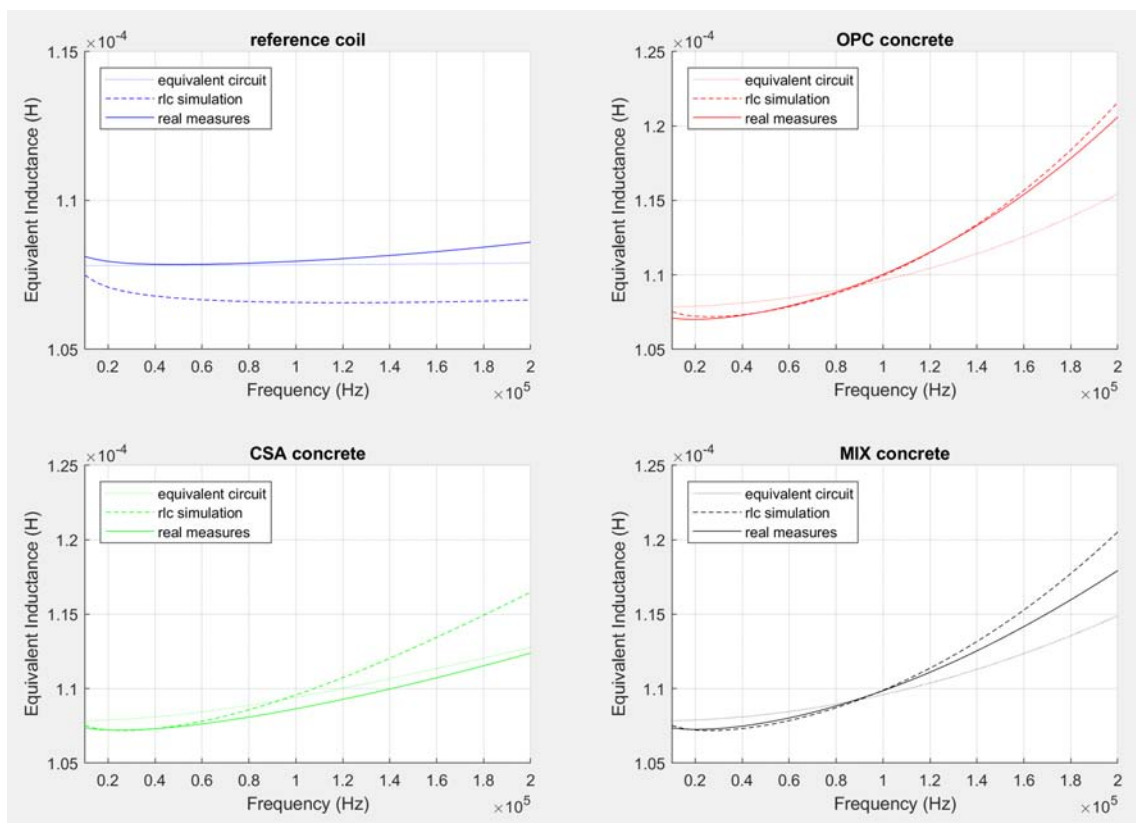 reference coil
×10-4
1.15
1.1
1.05
Equivalent Inductance (H)
equivalent circuit
rlc simulation
real measures
0.2 0.4 0.6 0.8 1 1.2 1.4 1.6 1.8 2
Frequency (Hz)
×105
OPC concrete
×10-4
1.25
1.2
1.15
1.1
1.05
Equivalent Inductance (H)
equivalent circuit
rlc simulation
real measures
0.2 0.4 0.6 0.8 1 1.2 1.4 1.6 1.8 2
Frequency (Hz)
×105
CSA concrete
×10-4
1.25
1.2
1.15
1.1
1.05
Equivalent Inductance (H)
equivalent circuit
rlc simulation
real measures
0.2 0.4 0.6 0.8 1 1.2 1.4 1.6 1.8 2
Frequency (Hz)
×105
MIX concrete
×10-4
1.25
1.2
1.15
1.1
1.05
Equivalent Inductance (H)
equivalent circuit
rlc simulation
real measures
0.2 0.4 0.6 0.8 1 1.2 1.4 1.6 1.8 2
Frequency (Hz)
×105